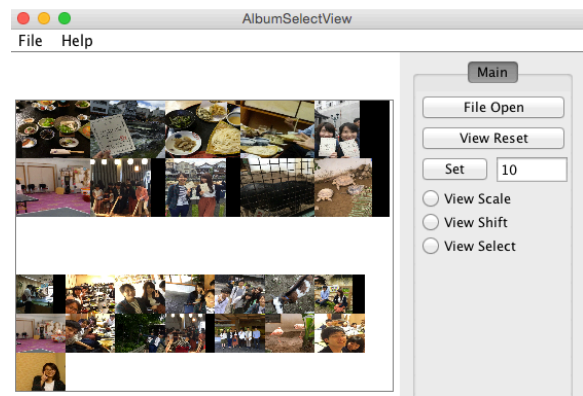 AlbumSelectView
File Help
Main
File Open
View Reset
Set 10
View Scale
View Shift
View Select